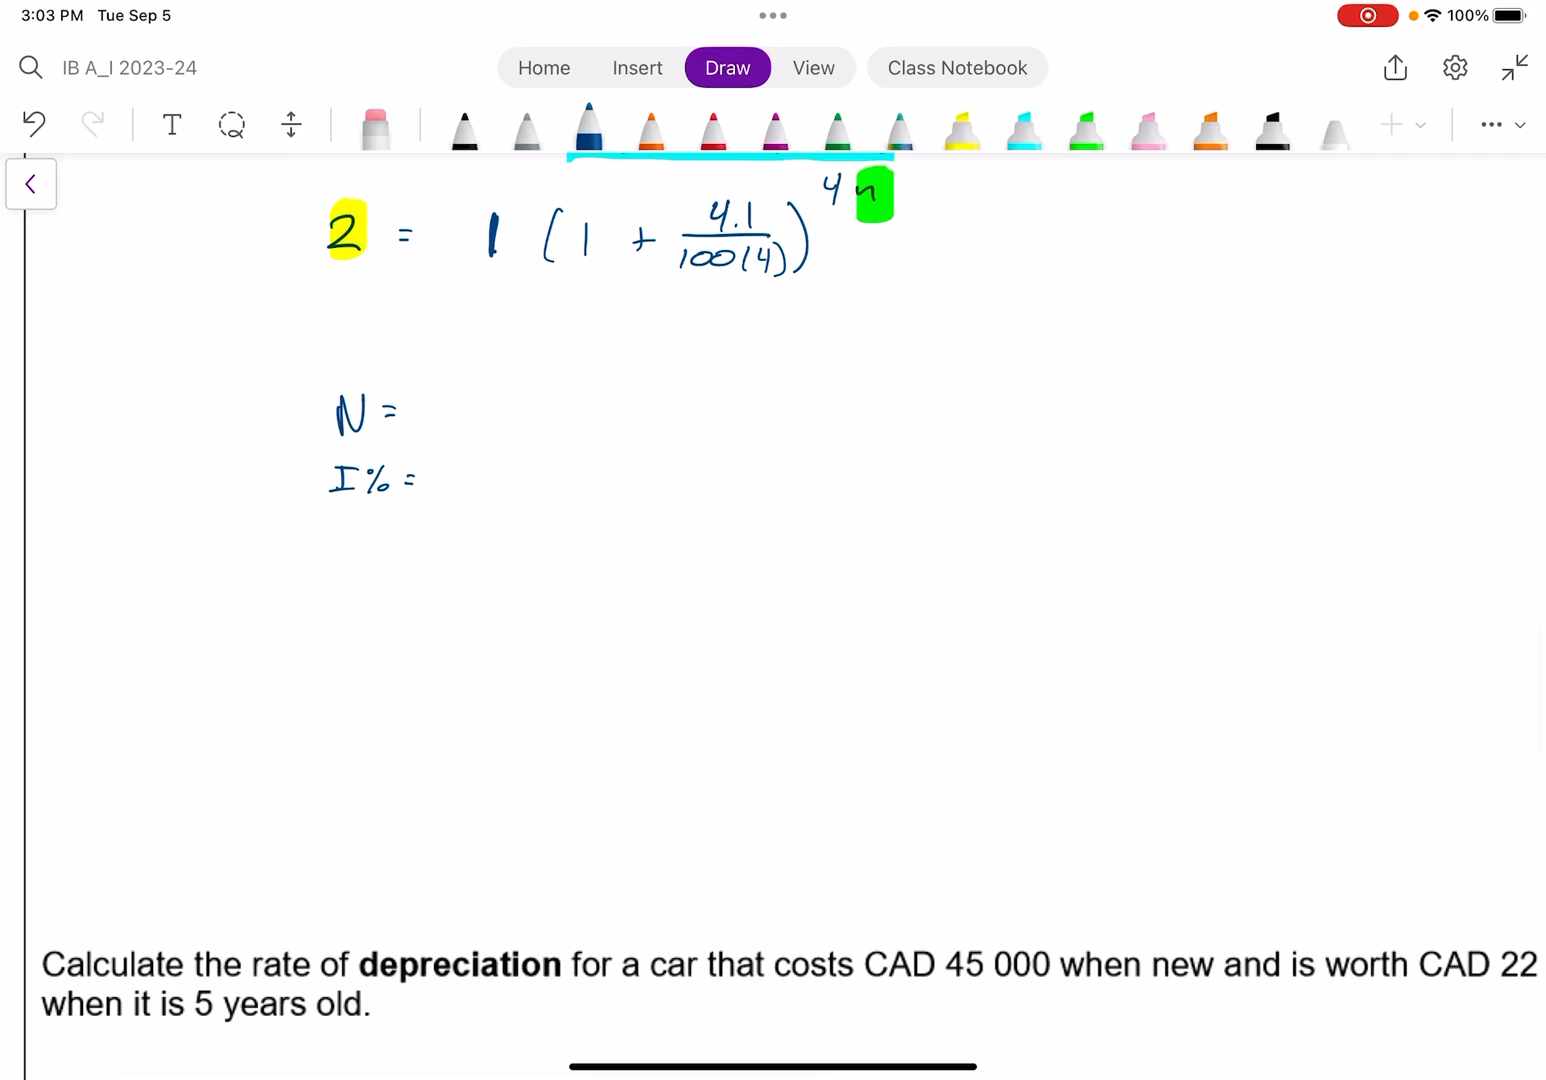 3:03 PM Tue Sep 5
100%
IB A_I 2023-24
Home Insert Draw View Class Notebook
T
2 = 1 (1 + 4.1/100(4))^4n
N =
I% =
Calculate the rate of depreciation for a car that costs CAD 45 000 when new and is worth CAD 22
when it is 5 years old.